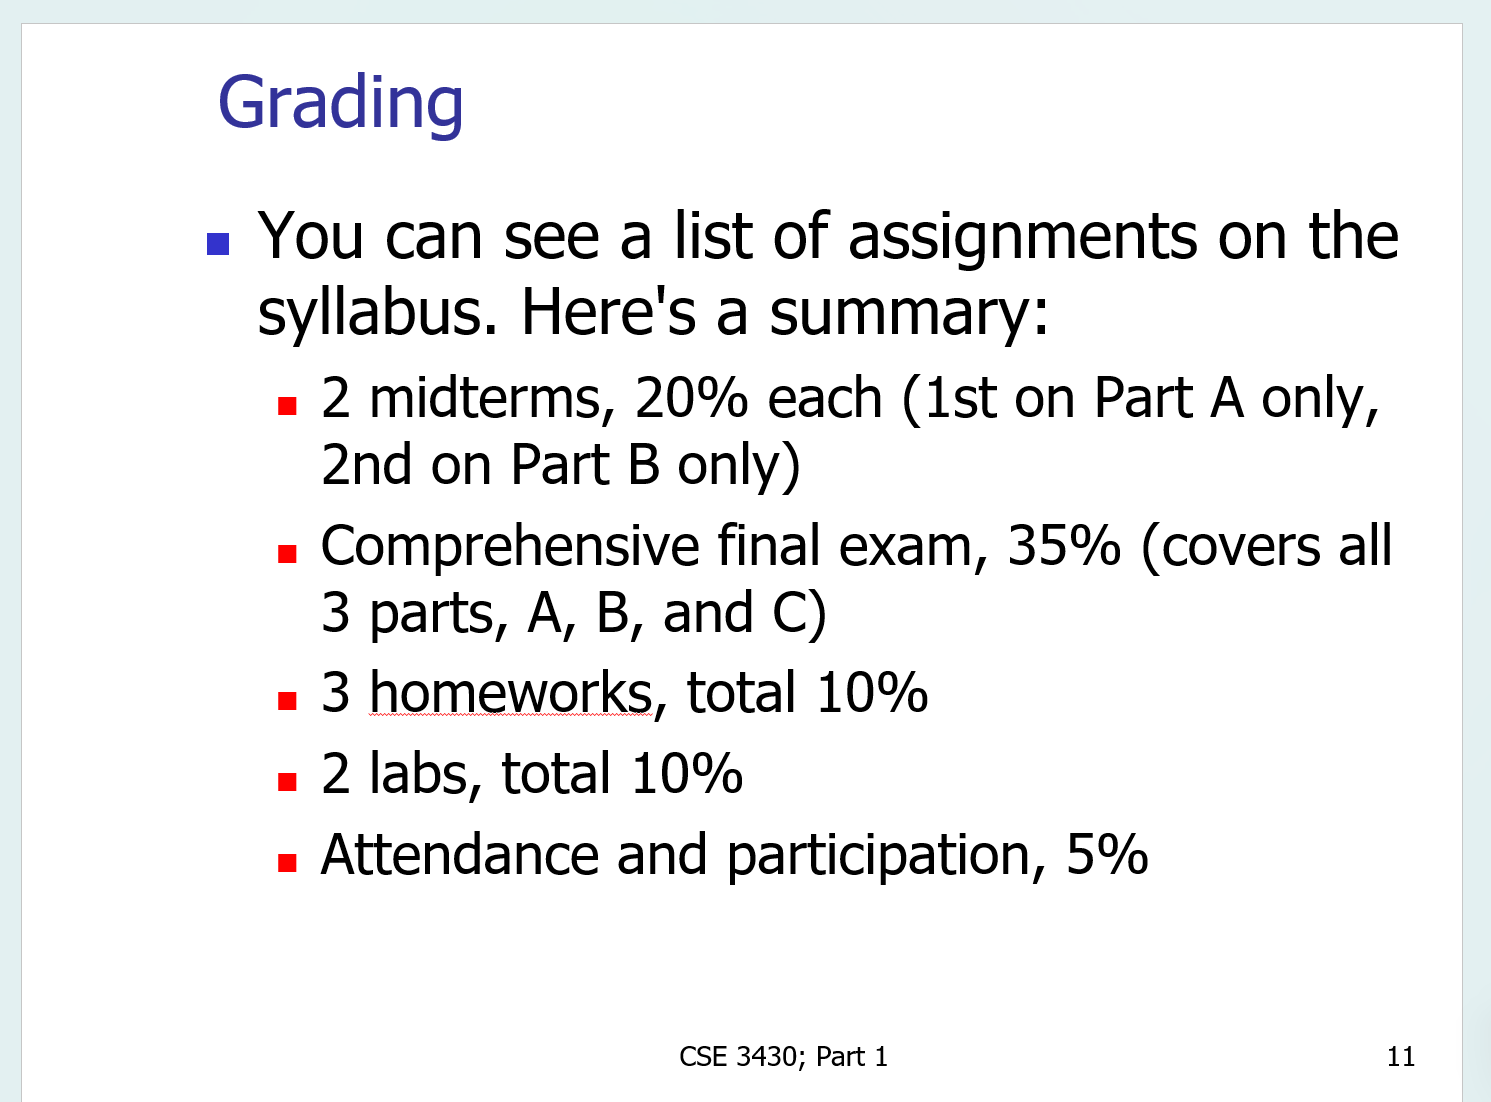 Grading
You can see a list of assignments on the
syllabus. Here's a summary:
2 midterms, 20% each (1st on Part A only,
2nd on Part B only)
Comprehensive final exam, 35% (covers all
3 parts, A, B, and C)
3 homeworks, total 10%
2 labs, total 10%
Attendance and participation, 5%
CSE 3430; Part 1
11